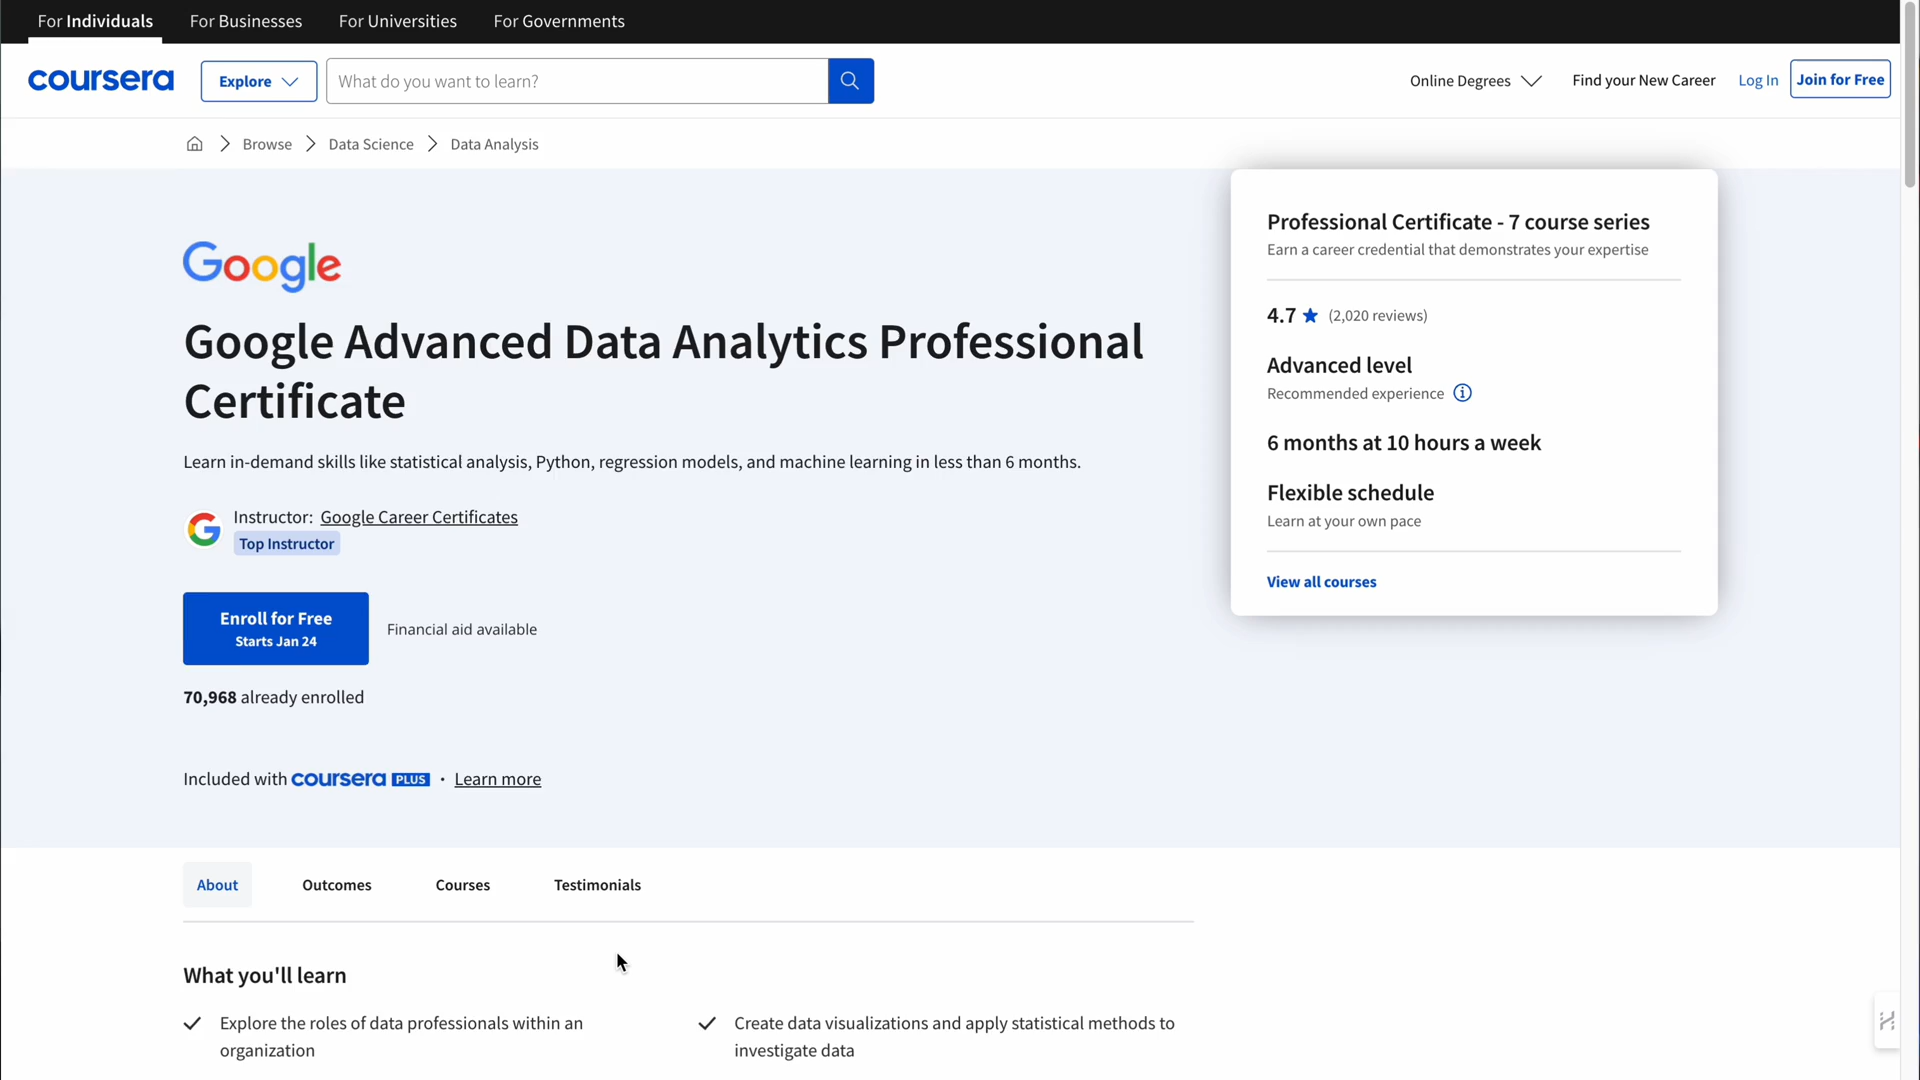 For Individuals
For Businesses
For Universities
For Governments
coursera
Explore
What do you want to learn?
Online Degrees
Find your New Career
Log In
Join for Free
Browse
Data Science
Data Analysis
Google
Google Advanced Data Analytics Professional
Certificate
Learn in-demand skills like statistical analysis, Python, regression models, and machine learning in less than 6 months.
Instructor: Google Career Certificates
Top Instructor
Enroll for Free
Starts Jan 24
Financial aid available
70,968 already enrolled
Included with coursera PLUS • Learn more
Professional Certificate - 7 course series
Earn a career credential that demonstrates your expertise
4.7 ★ (2,020 reviews)
Advanced level
Recommended experience
6 months at 10 hours a week
Flexible schedule
Learn at your own pace
View all courses
About
Outcomes
Courses
Testimonials
What you'll learn
Explore the roles of data professionals within an
organization
Create data visualizations and apply statistical methods to
investigate data